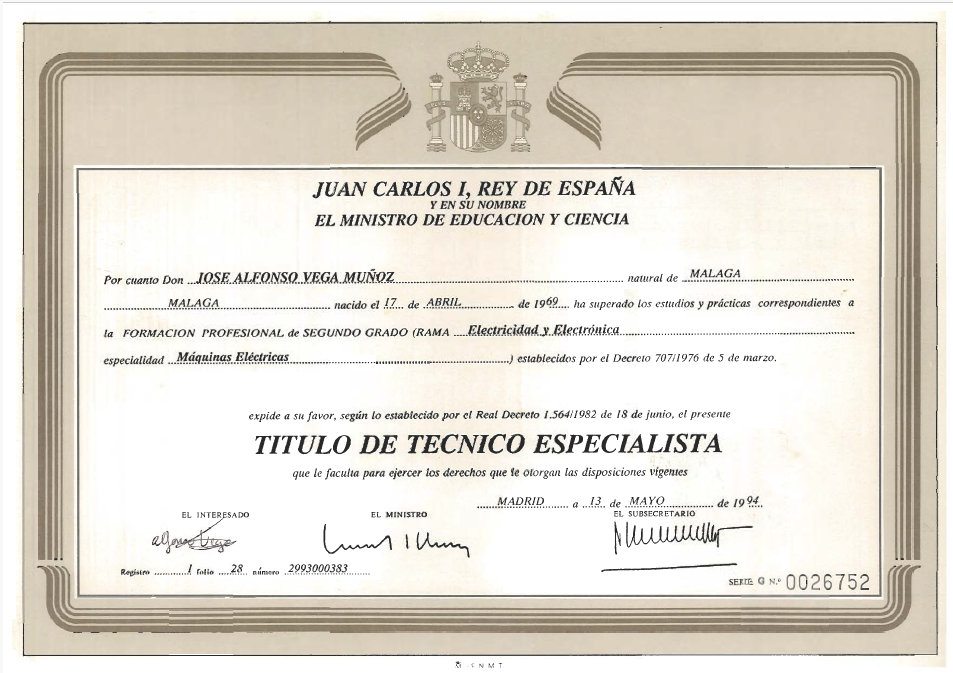 JUAN CARLOS I, REY DE ESPAÑA
Y EN SU NOMBRE
EL MINISTRO DE EDUCACION Y CIENCIA
Por cuanto Don JOSE ALFONSO VEGA MUÑOZ natural de MALAGA
MALAGA nacido el 17 de ABRIL de 1969 ha superado los estudios y prácticas correspondientes a
la FORMACION PROFESIONAL de SEGUNDO GRADO (RAMA Electricidad y Electrónica
especialidad Máquinas Eléctricas ) establecidos por el Decreto 707/1976 de 5 de marzo.
expide a su favor, según lo establecido por el Real Decreto 1.564/1982 de 18 de junio, el presente
TITULO DE TECNICO ESPECIALISTA
que le faculta para ejercer los derechos que le otorgan las disposiciones vigentes
MADRID a 13 de MAYO de 1994
EL INTERESADO EL MINISTRO EL SUBSECRETARIO
Alfonso Vega
Registro 1 folio 28 número 2993000383
SERIE G N.º 0026752
F N M T